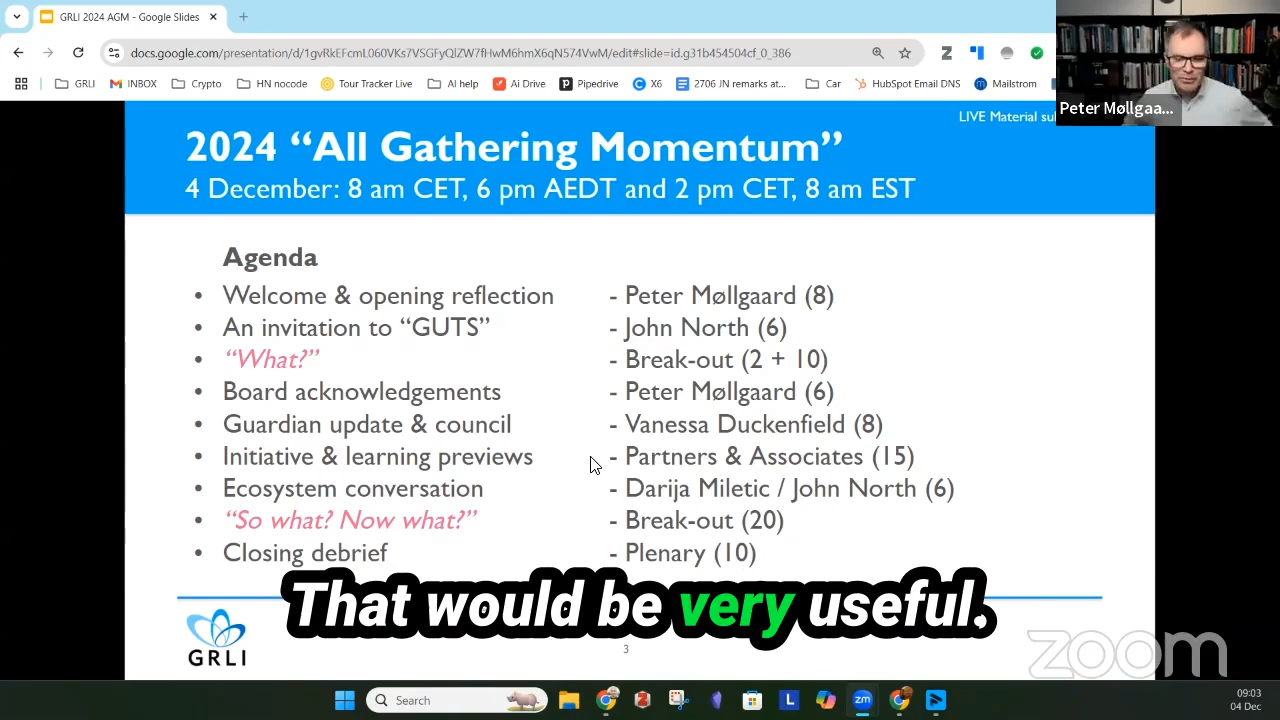 GRLI 2024 AGM - Google Slides
docs.google.com/presentation/d/1gvRkEFcnL060VKs7VSGFyQlZW7fHwM6hmX6qN574VwM/edit#slide=id.g31b454504cf_0_386
GRLI
INBOX
Crypto
HN nocode
Tour Tracker Live
AI help
Ai Drive
Pipedrive
X6
2706 JN remarks at...
Car
HubSpot Email DNS
Mailstrom
Peter Møllgaa...
LIVE Material
2024 “All Gathering Momentum”
4 December: 8 am CET, 6 pm AEDT and 2 pm CET, 8 am EST
Agenda
• Welcome & opening reflection - Peter Møllgaard (8)
• An invitation to “GUTS” - John North (6)
• “What?” - Break-out (2 + 10)
• Board acknowledgements - Peter Møllgaard (6)
• Guardian update & council - Vanessa Duckenfield (8)
• Initiative & learning previews - Partners & Associates (15)
• Ecosystem conversation - Darija Miletic / John North (6)
• “So what? Now what?” - Break-out (20)
• Closing debrief - Plenary (10)
That would be very useful.
GRLI
3
zoom
Search
L
zm
09:03
04 Dec